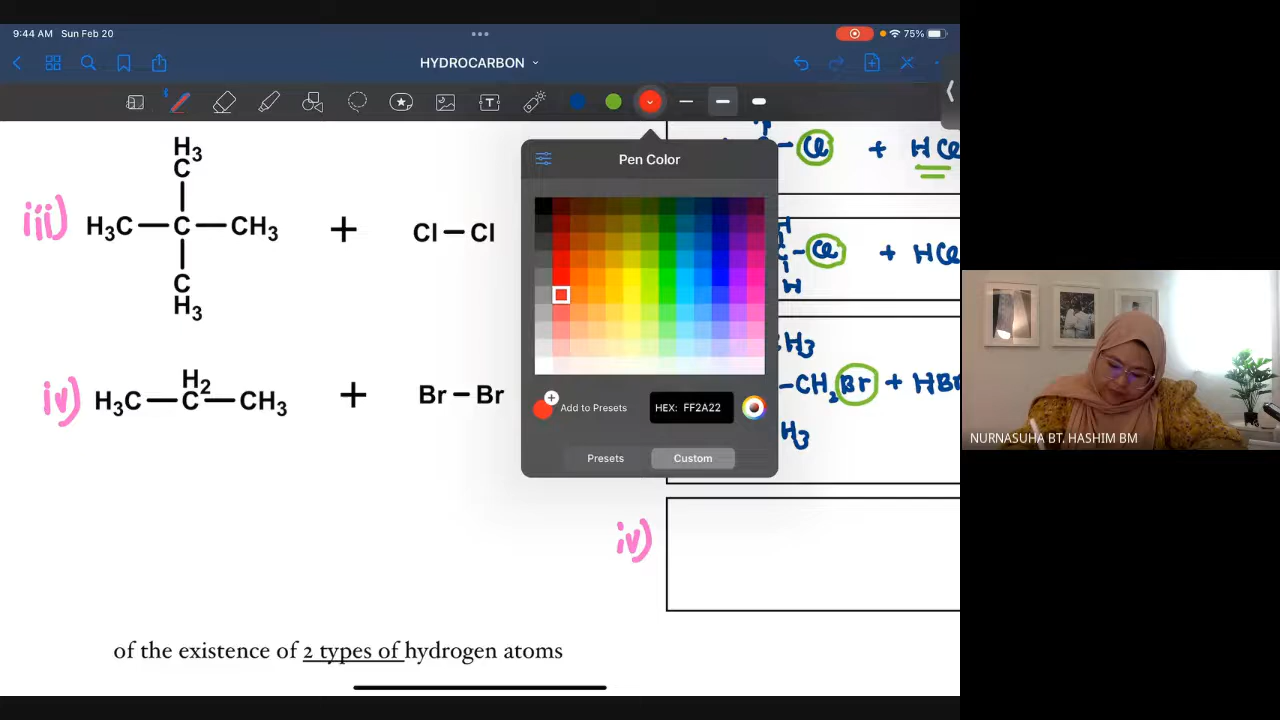 9:44 AM Sun Feb 20
75%
HYDROCARBON
Pen Color
Add to Presets
HEX: FF2A22
Presets
Custom
iii)
H3
C
H3C — C — CH3
C
H3
+
Cl — Cl
iv)
H2
H3C — C — CH3
+
Br — Br
- Cl + HCl
H
- Cl + HCl
H
H3
- CH2 Br + HBr
H3
iv)
of the existence of 2 types of hydrogen atoms
NURNASUHA BT. HASHIM BM